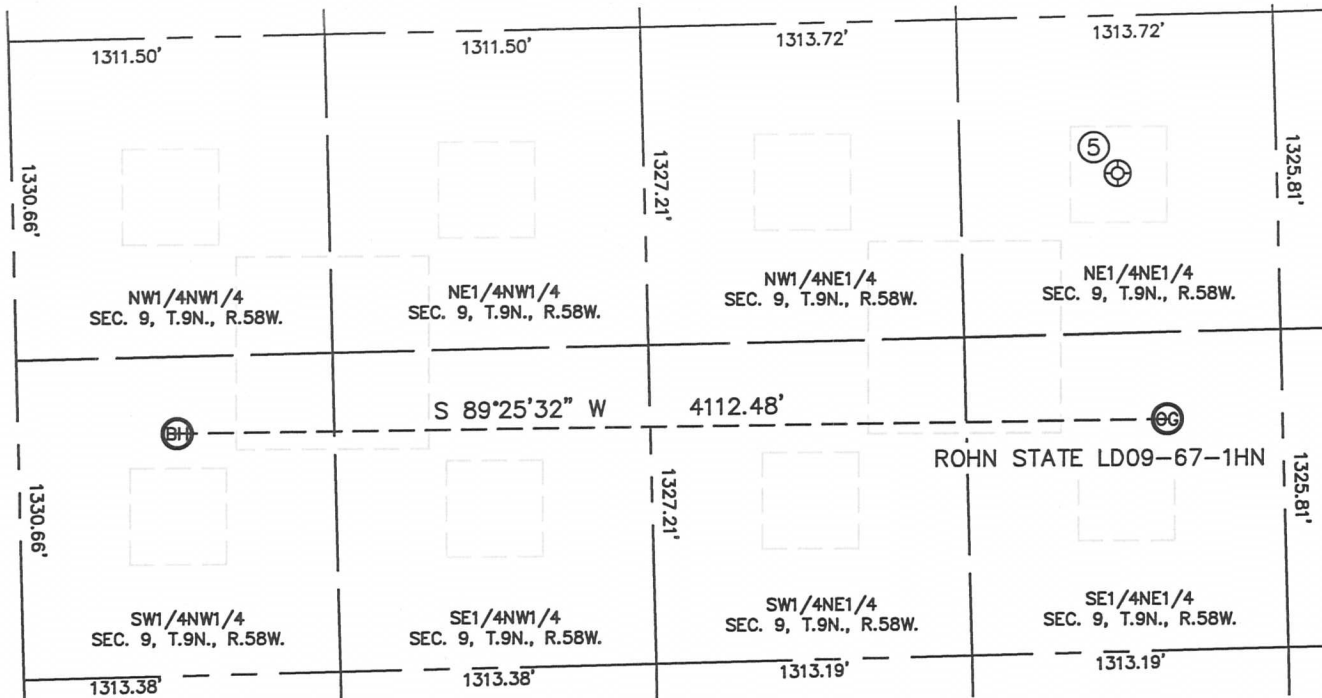 1311.50'
1311.50'
1313.72'
1313.72'
5
1330.66'
1327.21'
1325.81'
NW1/4NW1/4
SEC. 9, T.9N., R.58W.
NE1/4NW1/4
SEC. 9, T.9N., R.58W.
NW1/4NE1/4
SEC. 9, T.9N., R.58W.
NE1/4NE1/4
SEC. 9, T.9N., R.58W.
BH
S 89°25'32" W 4112.48'
OG
ROHN STATE LD09-67-1HN
1330.66'
1327.21'
1325.81'
SW1/4NW1/4
SEC. 9, T.9N., R.58W.
SE1/4NW1/4
SEC. 9, T.9N., R.58W.
SW1/4NE1/4
SEC. 9, T.9N., R.58W.
SE1/4NE1/4
SEC. 9, T.9N., R.58W.
1313.38'
1313.38'
1313.19'
1313.19'